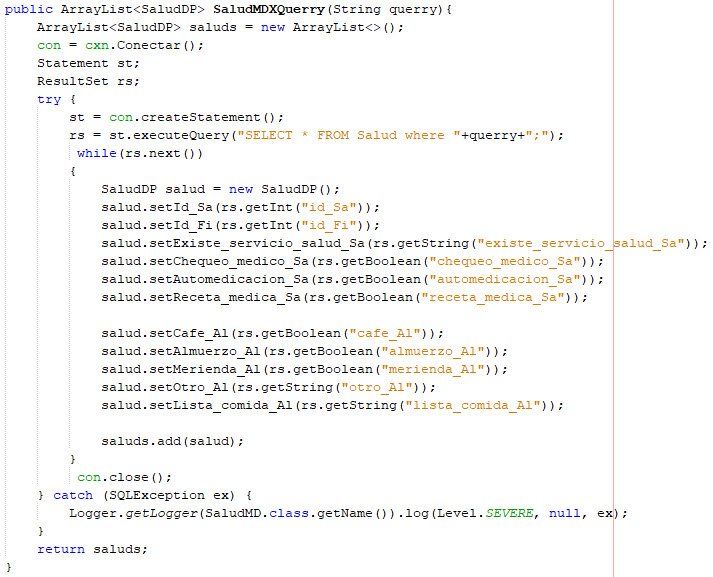 public ArrayList<SaludDP> SaludMDXQuerry(String querry){
    ArrayList<SaludDP> saluds = new ArrayList<>();
    con = cxn.Conectar();
    Statement st;
    ResultSet rs;
    try {
        st = con.createStatement();
        rs = st.executeQuery("SELECT * FROM Salud where "+querry+";");
         while(rs.next())
        {
            SaludDP salud = new SaludDP();
            salud.setId_Sa(rs.getInt("id_Sa"));
            salud.setId_Fi(rs.getInt("id_Fi"));
            salud.setExiste_servicio_salud_Sa(rs.getString("existe_servicio_salud_Sa"));
            salud.setChequeo_medico_Sa(rs.getBoolean("chequeo_medico_Sa"));
            salud.setAutomedicacion_Sa(rs.getBoolean("automedicacion_Sa"));
            salud.setReceta_medica_Sa(rs.getBoolean("receta_medica_Sa"));

            salud.setCafe_Al(rs.getBoolean("cafe_Al"));
            salud.setAlmuerzo_Al(rs.getBoolean("almuerzo_Al"));
            salud.setMerienda_Al(rs.getBoolean("merienda_Al"));
            salud.setOtro_Al(rs.getString("otro_Al"));
            salud.setLista_comida_Al(rs.getString("lista_comida_Al"));

            saluds.add(salud);
        }
         con.close();
    } catch (SQLException ex) {
        Logger.getLogger(SaludMD.class.getName()).log(Level.SEVERE, null, ex);
    }
    return saluds;
}